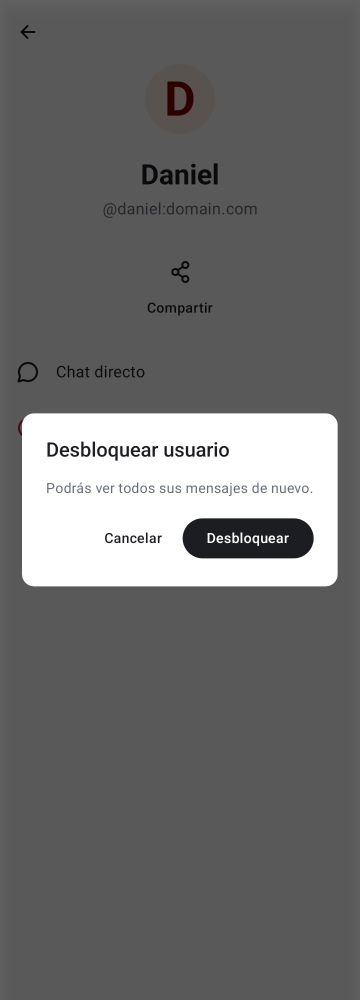 D
Daniel
@daniel:domain.com
Compartir
Chat directo
Desbloquear usuario
Podrás ver todos sus mensajes de nuevo.
Cancelar
Desbloquear